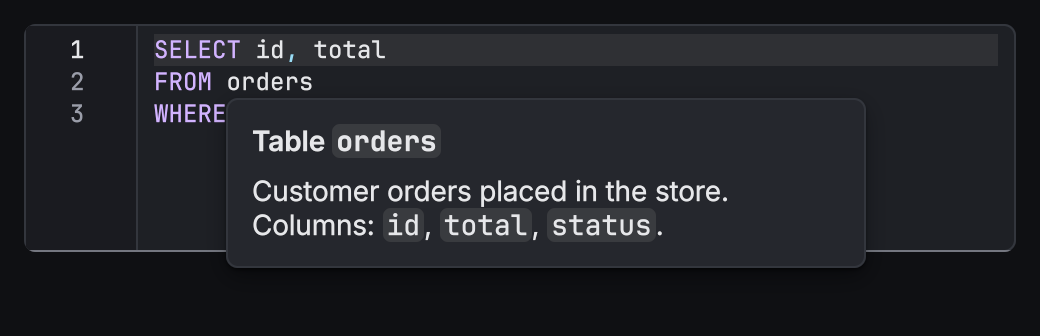 1 SELECT id, total
2 FROM orders
3 WHERE
Table orders
Customer orders placed in the store.
Columns: id, total, status.